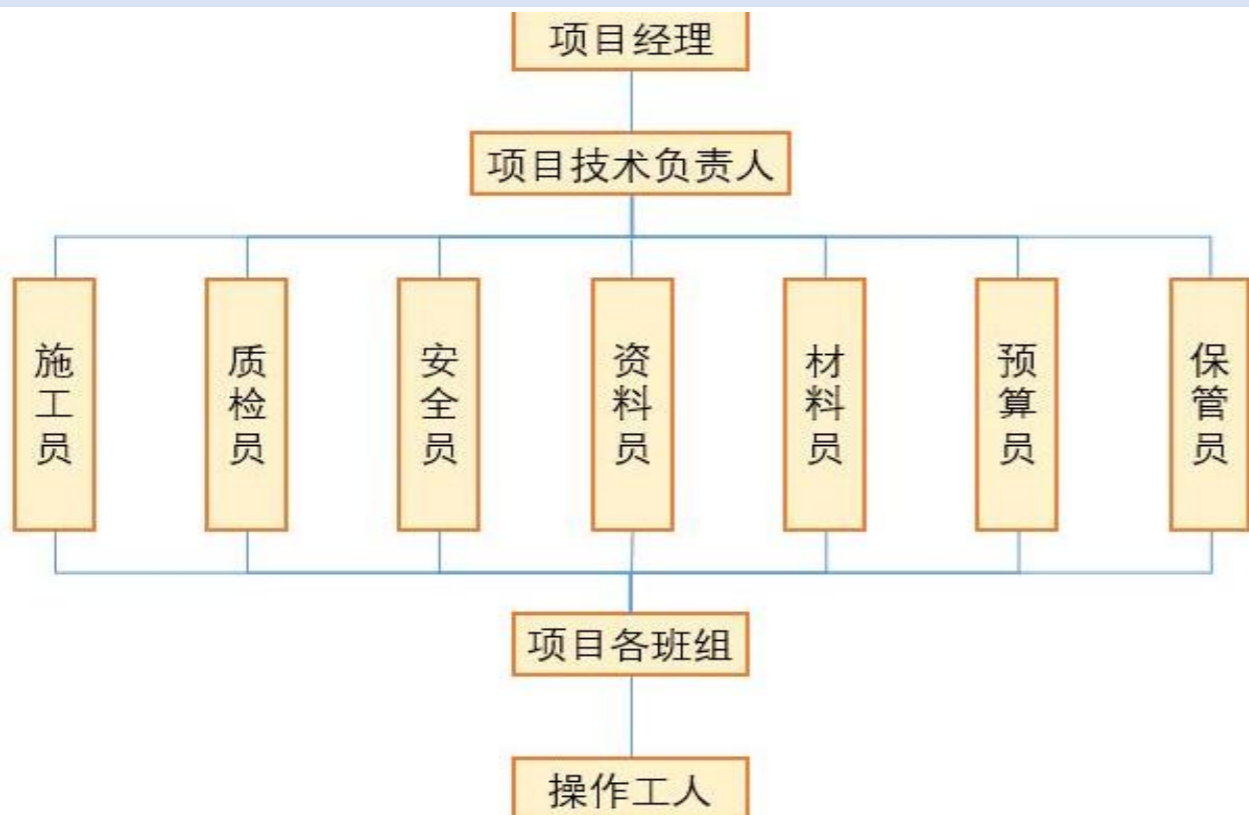 项目经理
项目技术负责人
施工员
质检员
安全员
资料员
材料员
预算员
保管员
项目各班组
操作工人